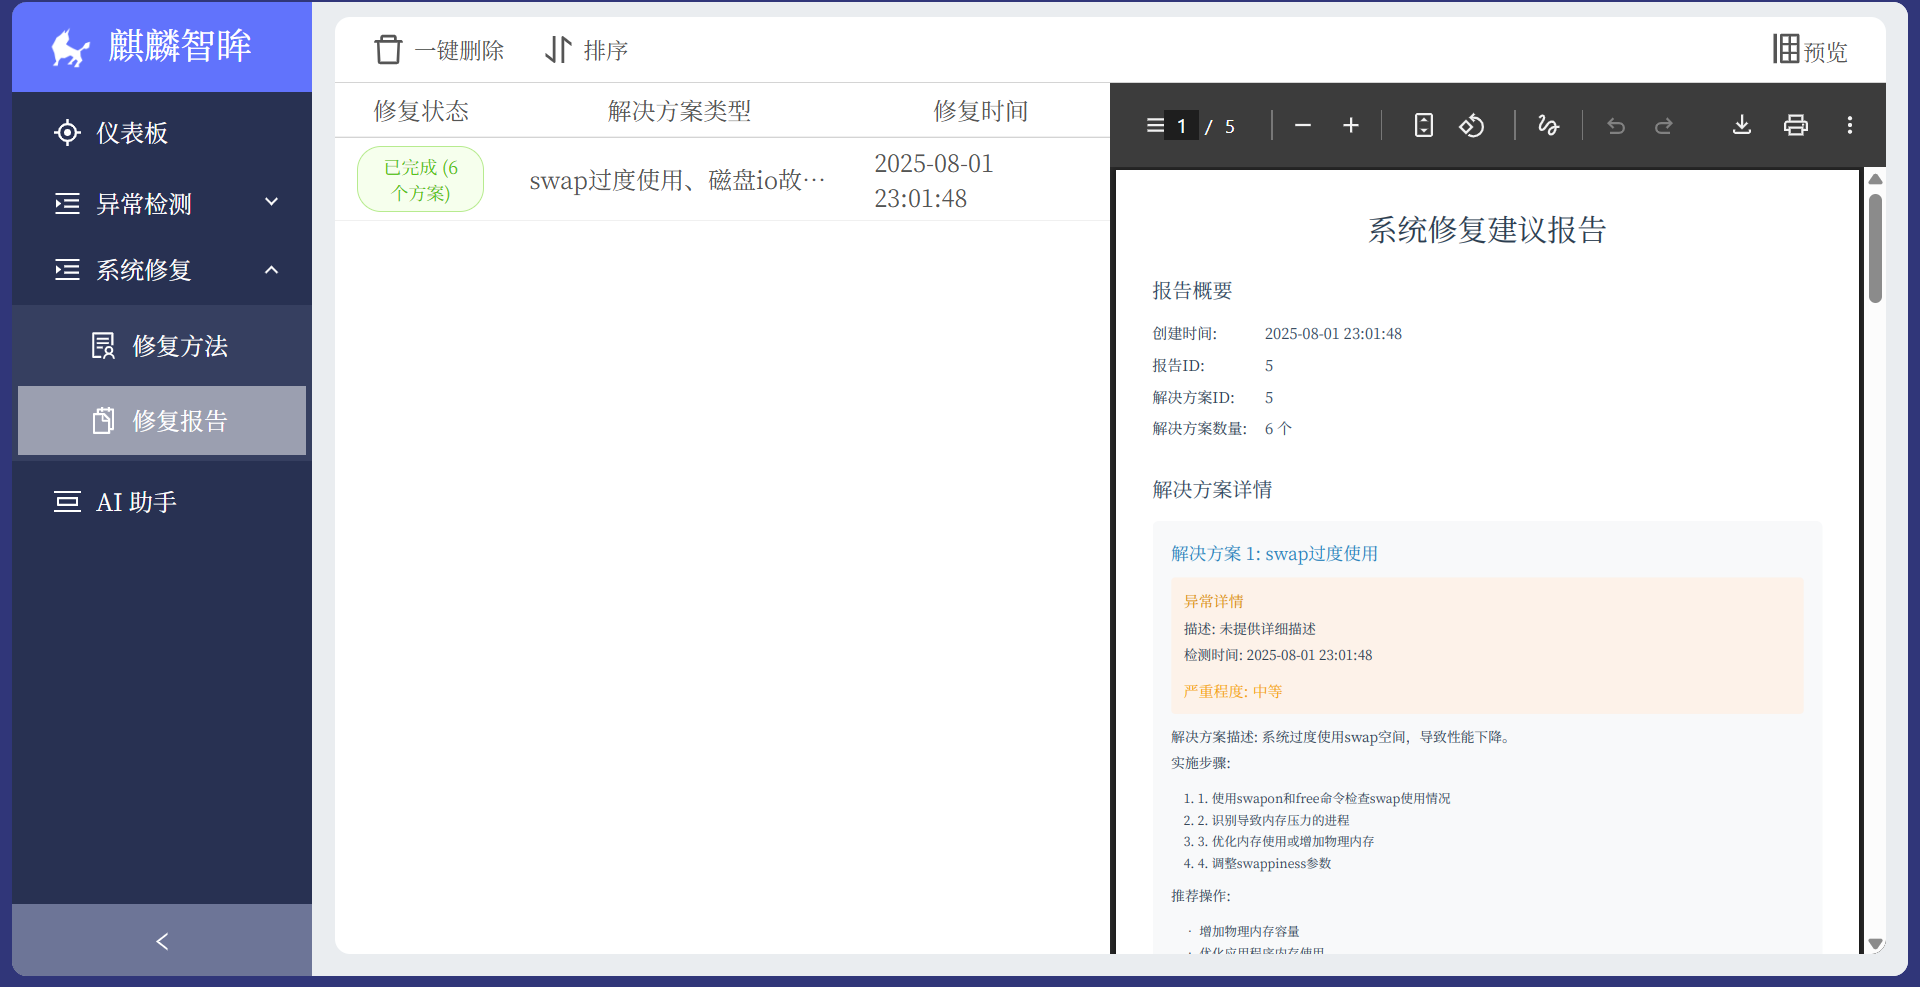 麒麟智眸
仪表板
异常检测
系统修复
修复方法
修复报告
AI 助手
一键删除
排序
预览
修复状态 解决方案类型 修复时间
已完成 (6
个方案)
swap过度使用、磁盘io故…
2025-08-01
23:01:48
1 / 5
系统修复建议报告
报告概要
创建时间: 2025-08-01 23:01:48
报告ID: 5
解决方案ID: 5
解决方案数量: 6 个
解决方案详情
解决方案 1: swap过度使用
异常详情
描述: 未提供详细描述
检测时间: 2025-08-01 23:01:48
严重程度: 中等
解决方案描述: 系统过度使用swap空间，导致性能下降。
实施步骤:
1. 1. 使用swapon和free命令检查swap使用情况
2. 2. 识别导致内存压力的进程
3. 3. 优化内存使用或增加物理内存
4. 4. 调整swappiness参数
推荐操作:
· 增加物理内存容量
· 优化应用程序内存使用